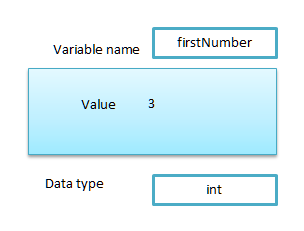 Variable name firstNumber
Value 3
Data type int